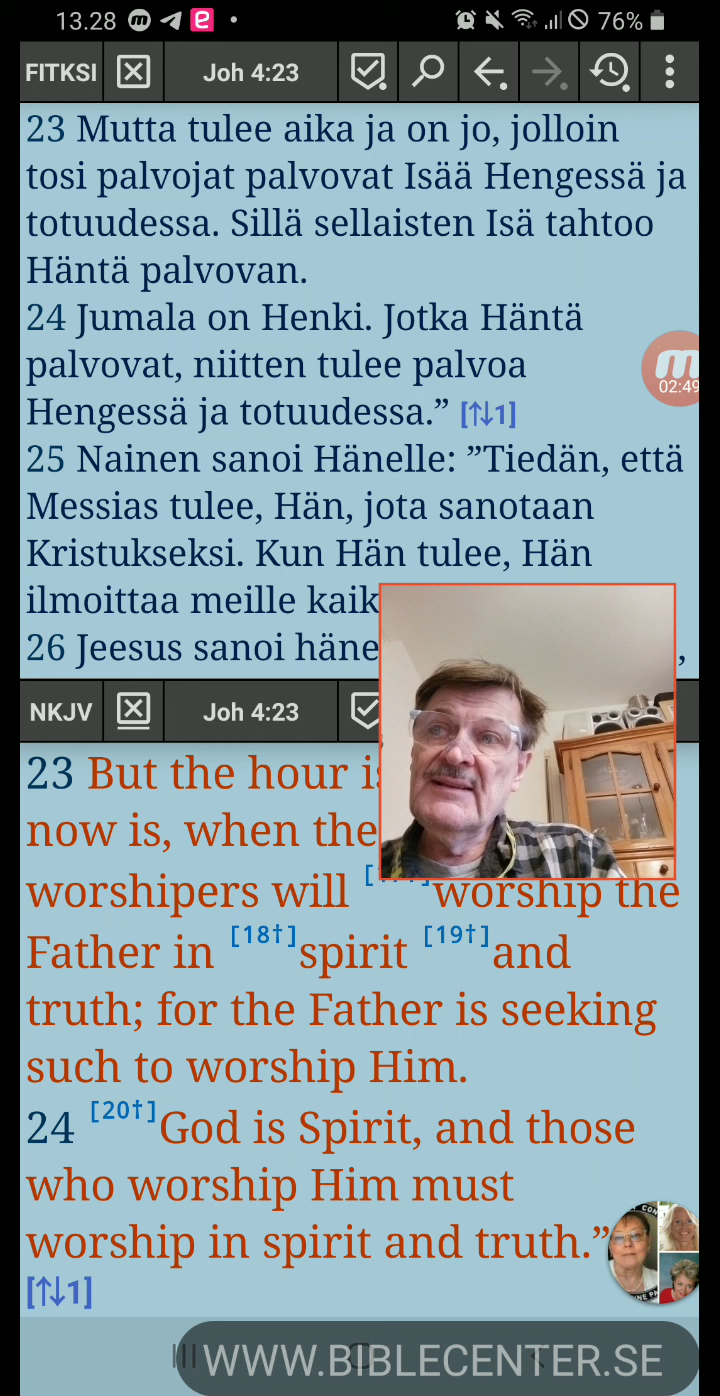 13.28
76%
FITKSI
Joh 4:23
23 Mutta tulee aika ja on jo, jolloin
tosi palvojat palvovat Isää Hengessä ja
totuudessa. Sillä sellaisten Isä tahtoo
Häntä palvovan.
24 Jumala on Henki. Jotka Häntä
palvovat, niitten tulee palvoa
Hengessä ja totuudessa.” [↑↓1]
02:49
25 Nainen sanoi Hänelle: ”Tiedän, että
Messias tulee, Hän, jota sanotaan
Kristukseksi. Kun Hän tulee, Hän
ilmoittaa meille
26 Jeesus sanoi
NKJV
Joh 4:23
23 But the hour
now is, when
worshipers will worship the
Father in [18†]spirit [19†]and
truth; for the Father is seeking
such to worship Him.
24 [20†]God is Spirit, and those
who worship Him must
worship in spirit and truth.”
[↑↓1]
WWW.BIBLECENTER.SE